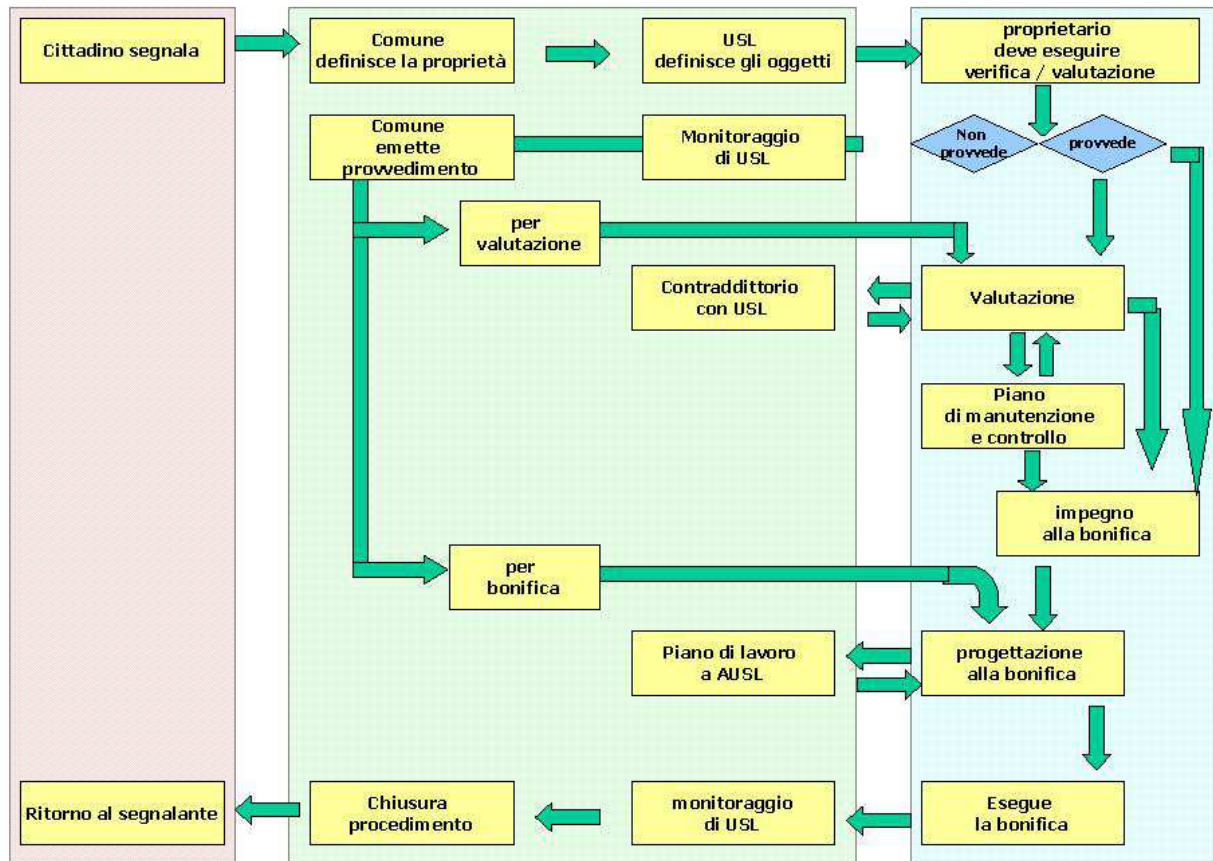 Cittadino segnala
Comune
definisce la proprietà
USL
definisce gli oggetti
proprietario
deve eseguire
verifica / valutazione
Comune
emette
provvedimento
Monitoraggio
di USL
Non
provvede
provvede
per
valutazione
Contraddittorio
con USL
Valutazione
Piano
di manutenzione
e controllo
impegno
alla bonifica
per
bonifica
Piano di lavoro
a AUSL
progettazione
alla bonifica
Ritorno al segnalante
Chiusura
procedimento
monitoraggio
di USL
Esegue
la bonifica